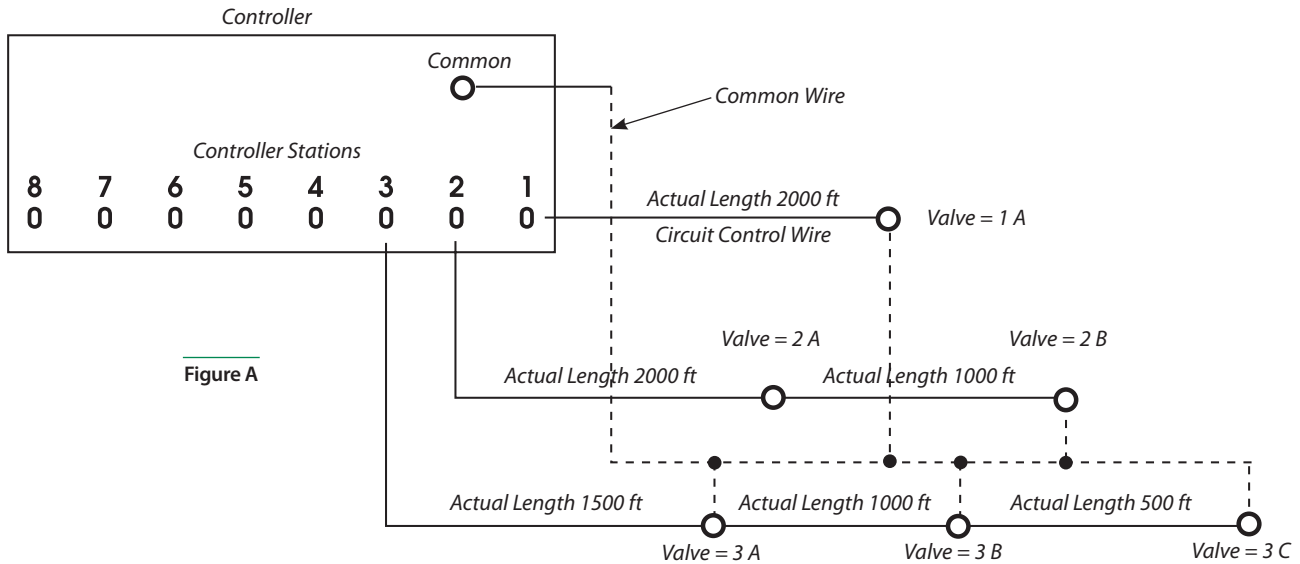 Controller
Common
Common Wire
Controller Stations
8 7 6 5 4 3 2 1
0 0 0 0 0 0 0 0
Actual Length 2000 ft
Circuit Control Wire
Valve = 1 A
Valve = 2 A
Valve = 2 B
Figure A
Actual Length 2000 ft
Actual Length 1000 ft
Actual Length 1500 ft
Actual Length 1000 ft
Actual Length 500 ft
Valve = 3 A
Valve = 3 B
Valve = 3 C